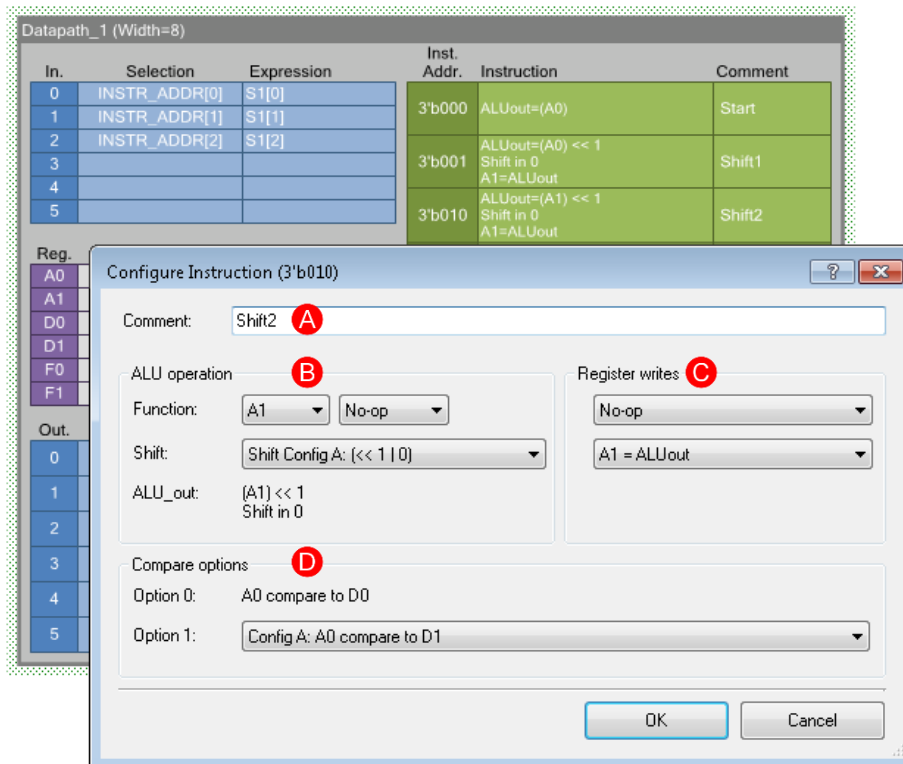 Datapath_1 (Width=8)
In. Selection Expression
0 INSTR_ADDR[0] S1[0]
1 INSTR_ADDR[1] S1[1]
2 INSTR_ADDR[2] S1[2]
3
4
5
Inst.
Addr. Instruction Comment
3'b000 ALUout=(A0) Start
ALUout=(A0) << 1
3'b001 Shift in 0 Shift1
A1=ALUout
ALUout=(A1) << 1
3'b010 Shift in 0 Shift2
A1=ALUout
Reg.
A0
A1
D0
D1
F0
F1
Out.
0
1
2
3
4
5
Configure Instruction (3'b010) ?
Comment: Shift2 A
ALU operation B
Function: A1 No-op
Shift: Shift Config A: (<< 1 | 0)
ALU_out: (A1) << 1
Shift in 0
Register writes C
No-op
A1 = ALUout
Compare options D
Option 0: A0 compare to D0
Option 1: Config A: A0 compare to D1
OK Cancel